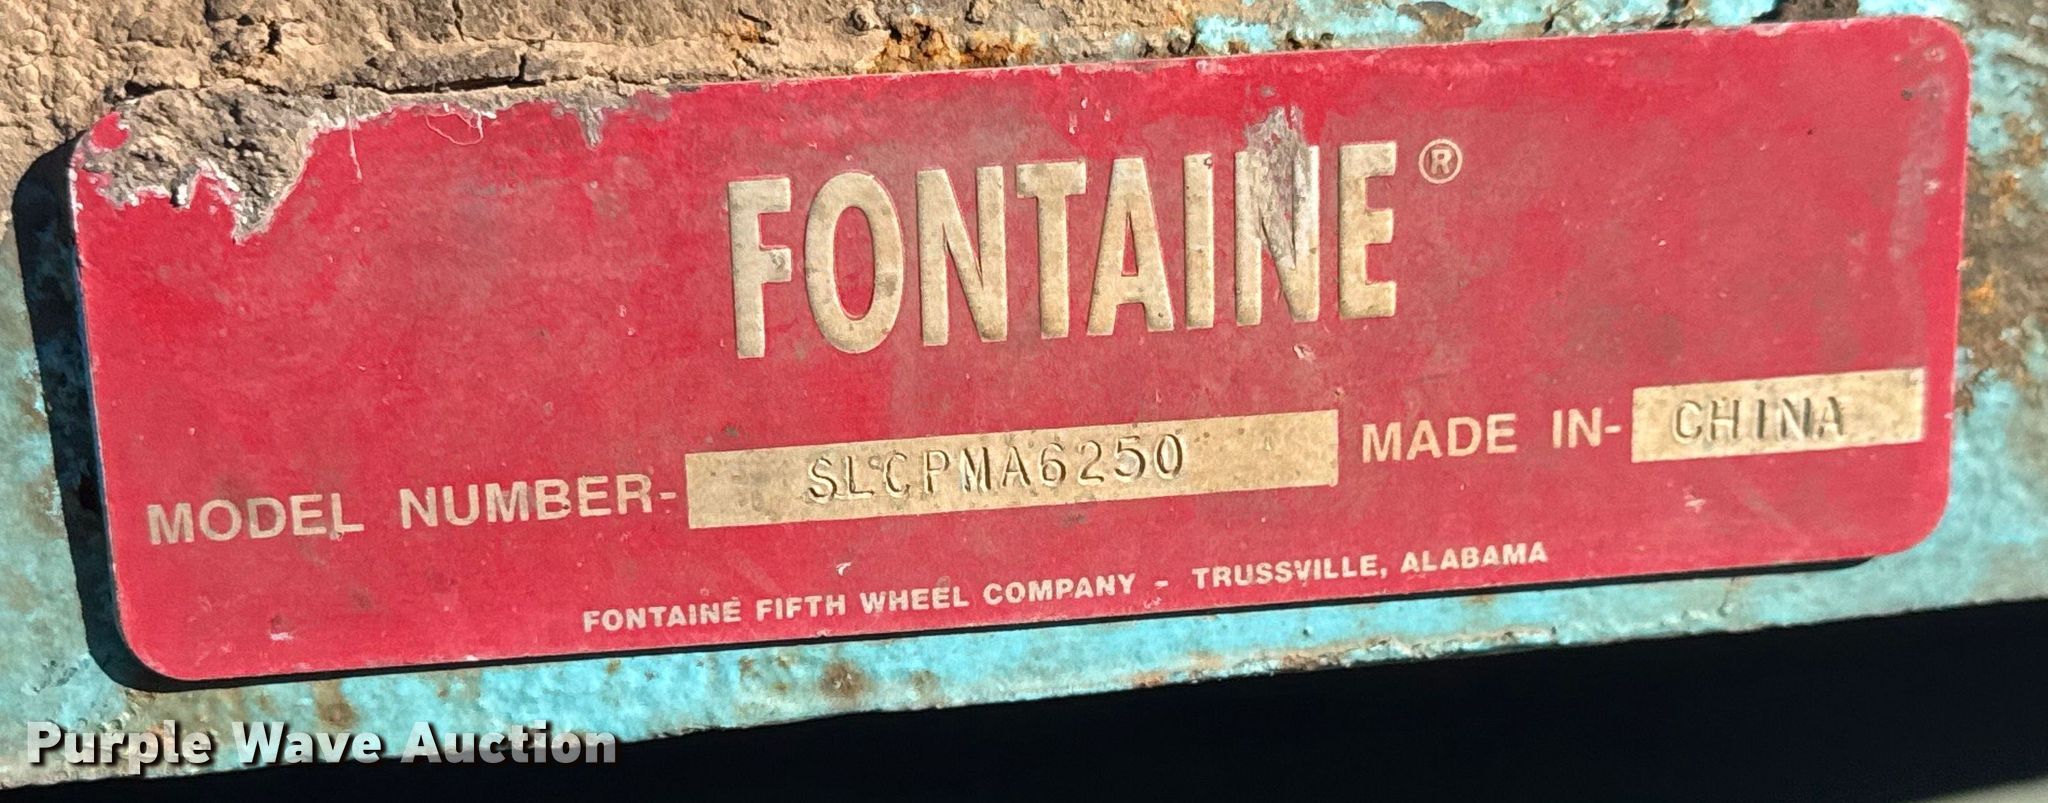 FONTAINE®
MODEL NUMBER- SLCPMA6250 MADE IN- CHINA
FONTAINE FIFTH WHEEL COMPANY - TRUSSVILLE, ALABAMA
Purple Wave Auction